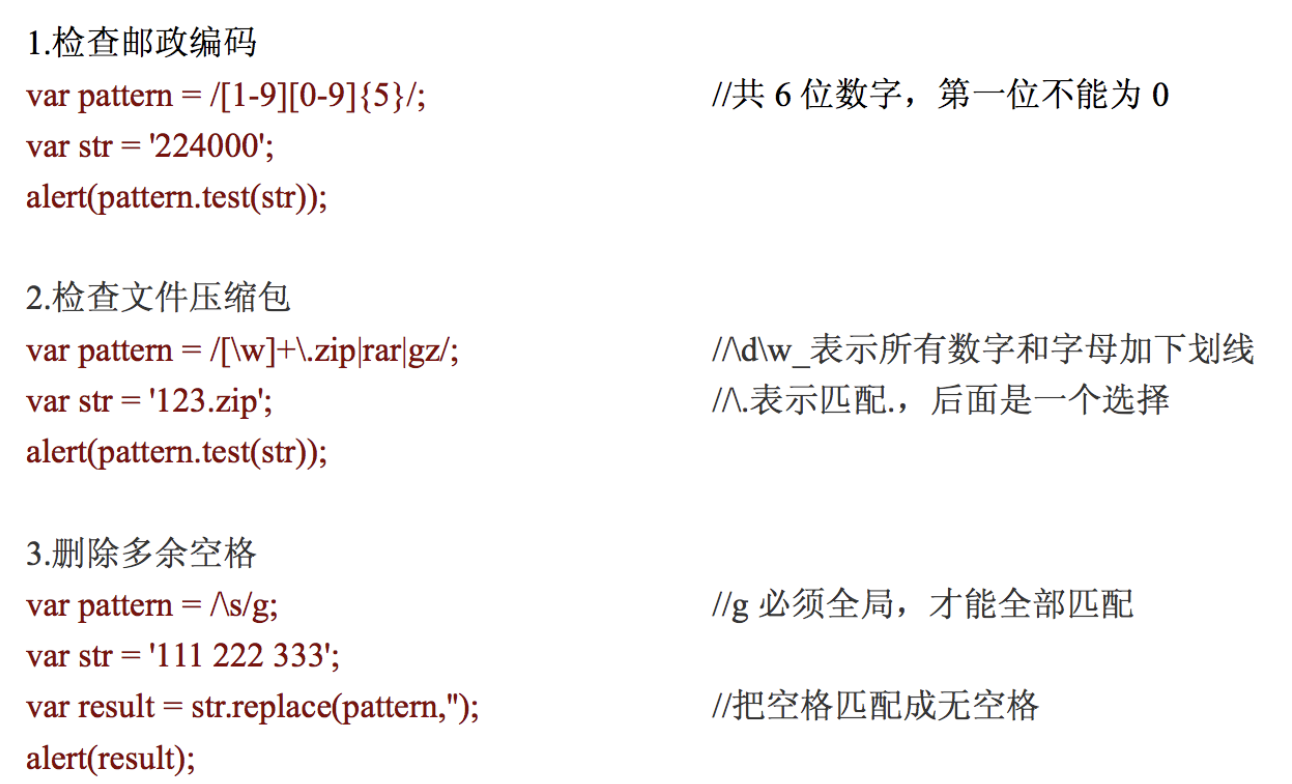 1.检查邮政编码
var pattern = /[1-9][0-9]{5}/; //共 6 位数字，第一位不能为 0
var str = '224000';
alert(pattern.test(str));
2.检查文件压缩包
var pattern = /[\w]+\.zip|rar|gz/; //\d\w_表示所有数字和字母加下划线
var str = '123.zip'; //\.表示匹配.，后面是一个选择
alert(pattern.test(str));
3.删除多余空格
var pattern = /\s/g; //g 必须全局，才能全部匹配
var str = '111 222 333';
var result = str.replace(pattern,''); //把空格匹配成无空格
alert(result);